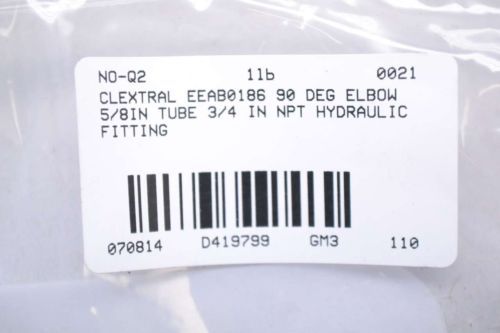 NO-Q2 1lb 0021
CLEXTRAL EEAB0186 90 DEG ELBOW
5/8IN TUBE 3/4 IN NPT HYDRAULIC
FITTING
070814 D419799 GM3 110